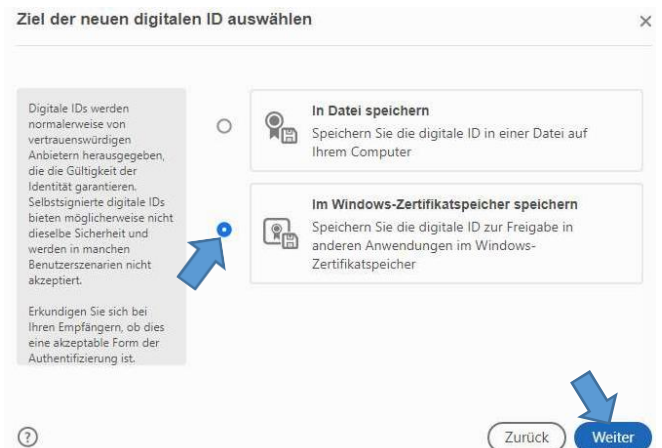 Ziel der neuen digitalen ID auswählen
Digitale IDs werden
normalerweise von
vertrauenswürdigen
Anbietern herausgegeben,
die die Gültigkeit der
Identität garantieren.
Selbstsignierte digitale IDs
bieten möglicherweise nicht
dieselbe Sicherheit und
werden in manchen
Benutzerszenarien nicht
akzeptiert.
Erkundigen Sie sich bei
Ihren Empfängern, ob dies
eine akzeptable Form der
Authentifizierung ist.
In Datei speichern
Speichern Sie die digitale ID in einer Datei auf
Ihrem Computer
Im Windows-Zertifikatspeicher speichern
Speichern Sie die digitale ID zur Freigabe in
anderen Anwendungen im Windows-
Zertifikatspeicher
?
Zurück
Weiter